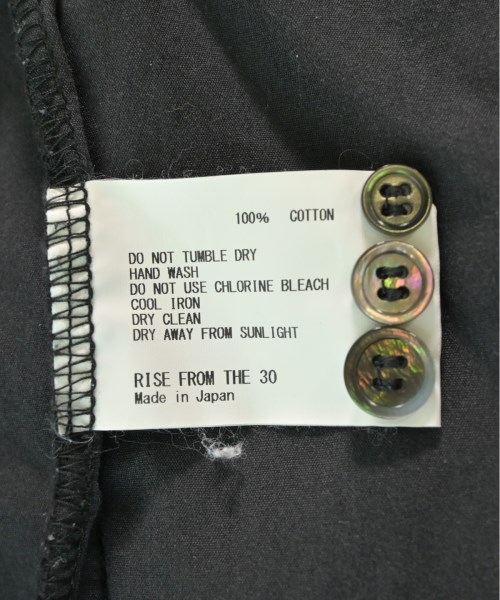 100% COTTON
DO NOT TUMBLE DRY
HAND WASH
DO NOT USE CHLORINE BLEACH
COOL IRON
DRY CLEAN
DRY AWAY FROM SUNLIGHT
RISE FROM THE 30
Made in Japan